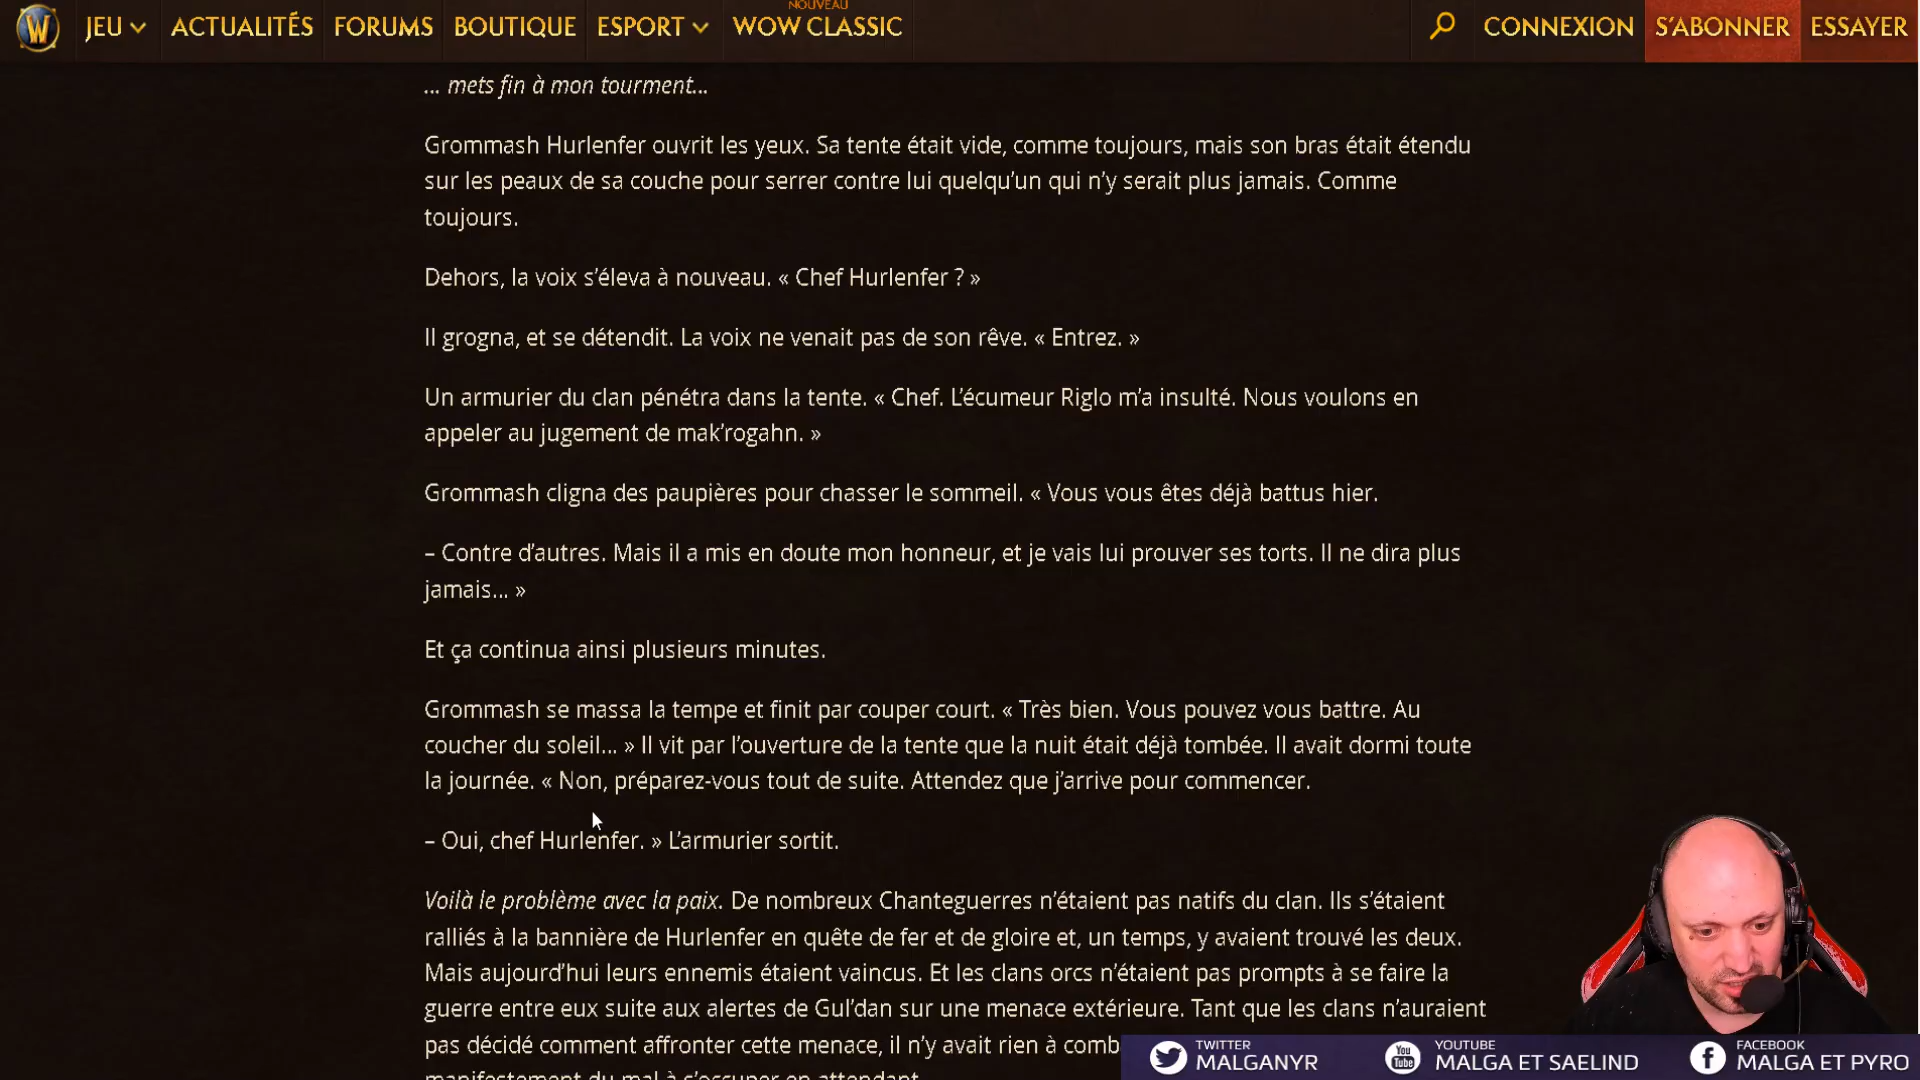 NOUVEAU
JEU ACTUALITÉS FORUMS BOUTIQUE ESPORT WOW CLASSIC CONNEXION S'ABONNER ESSAYER
... mets fin à mon tourment...
Grommash Hurlenfer ouvrit les yeux. Sa tente était vide, comme toujours, mais son bras était étendu
sur les peaux de sa couche pour serrer contre lui quelqu'un qui n'y serait plus jamais. Comme
toujours.
Dehors, la voix s'éleva à nouveau. « Chef Hurlenfer ? »
Il grogna, et se détendit. La voix ne venait pas de son rêve. « Entrez. »
Un armurier du clan pénétra dans la tente. « Chef. L'écumeur Riglo m'a insulté. Nous voulons en
appeler au jugement de mak'rogahn. »
Grommash cligna des paupières pour chasser le sommeil. « Vous vous êtes déjà battus hier.
– Contre d'autres. Mais il a mis en doute mon honneur, et je vais lui prouver ses torts. Il ne dira plus
jamais... »
Et ça continua ainsi plusieurs minutes.
Grommash se massa la tempe et finit par couper court. « Très bien. Vous pouvez vous battre. Au
coucher du soleil... » Il vit par l'ouverture de la tente que la nuit était déjà tombée. Il avait dormi toute
la journée. « Non, préparez-vous tout de suite. Attendez que j'arrive pour commencer.
– Oui, chef Hurlenfer. » L'armurier sortit.
Voilà le problème avec la paix. De nombreux Chanteguerres n'étaient pas natifs du clan. Ils s'étaient
ralliés à la bannière de Hurlenfer en quête de fer et de gloire et, un temps, y avaient trouvé les deux.
Mais aujourd'hui leurs ennemis étaient vaincus. Et les clans orcs n'étaient pas prompts à se faire la
guerre entre eux suite aux alertes de Gul'dan sur une menace extérieure. Tant que les clans n'auraient
pas décidé comment affronter cette menace, il n'y avait rien à comb
manifestement du mal à s'occuper en attendant.
TWITTER
MALGANYR
You Tube
YOUTUBE
MALGA ET SAELIND
FACEBOOK
MALGA ET PYRO